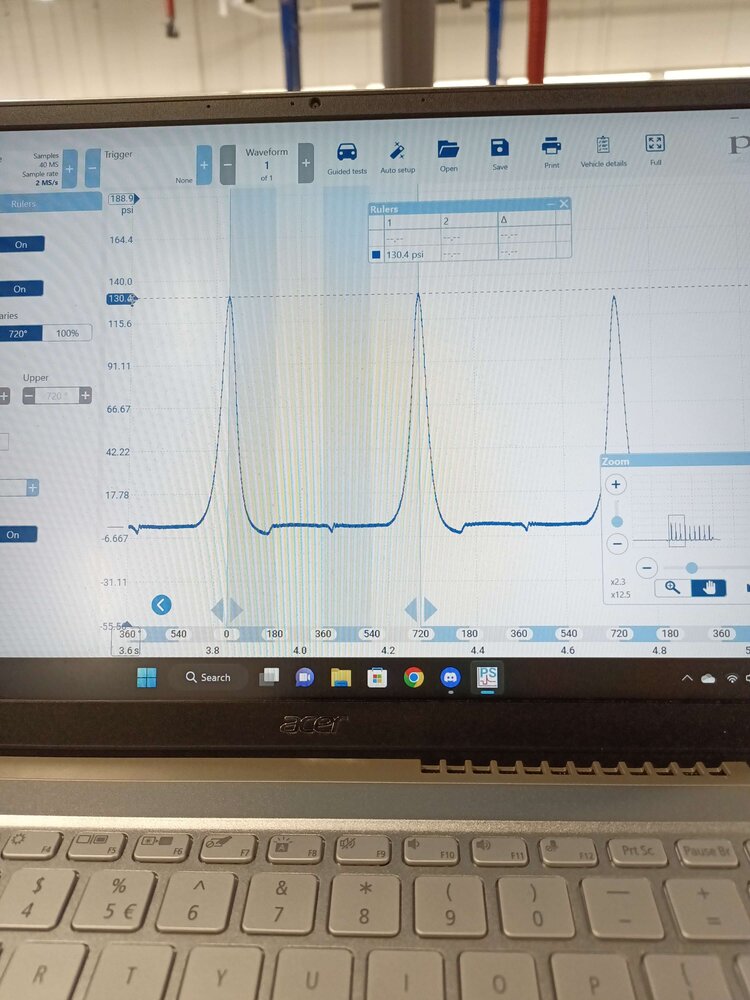 Samples
40 MS
Sample rate
2 MS/s
Trigger
None
Waveform
1
of 1
Guided tests
Auto setup
Open
Save
Print
Vehicle details
Full
p
Rulers
On
On
aries
720° 100%
Upper
720°
On
188.9
psi
164.4
140.0
130.4
115.6
91.11
66.67
42.22
17.78
-6.667
-31.11
Rulers
1 2 Δ
--.-- --.-- --.--
130.4 psi --.-- --.--
Zoom
x2.3
x12.5
360° 540 0 180 360 540 720 180 360 540 720 180 360
3.6 s 3.8 4.0 4.2 4.4 4.6 4.8
Search
PS
acer
F4 F5 F6 F7 F8 F9 F10 F11 F12 Prt Sc Pause Br
$ % ^ & * ( ) — +
4 5 € 6 7 8 9 0 - =
R T Y U I O P